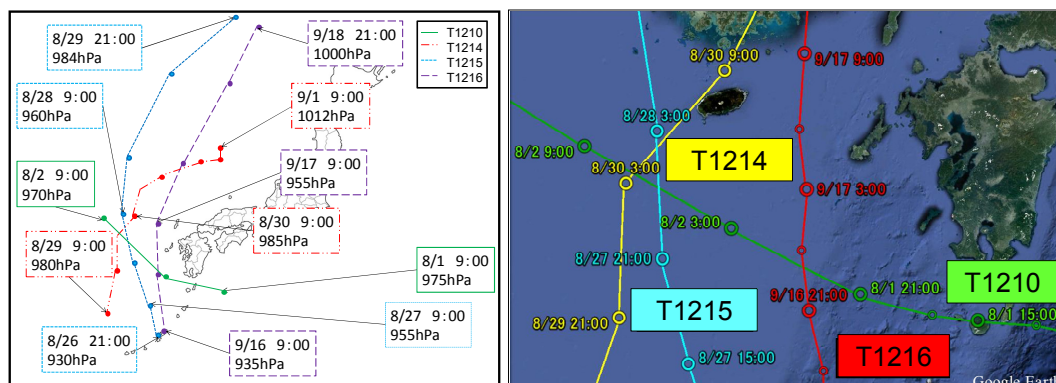 8/29 21:00
984hPa
9/18 21:00
1000hPa
T1210
T1214
T1215
T1216
8/28 9:00
960hPa
9/1 9:00
1012hPa
8/2 9:00
970hPa
9/17 9:00
955hPa
8/29 9:00
980hPa
8/30 9:00
985hPa
8/1 9:00
975hPa
8/26 21:00
930hPa
9/16 9:00
935hPa
8/27 9:00
955hPa
8/30 9:00
9/17 9:00
8/28 3:00
8/2 9:00
T1214
8/30 3:00
9/17 3:00
8/2 3:00
8/27 21:00
T1210
8/1 21:00
9/16 21:00
8/1 15:00
T1215
8/29 21:00
T1216
8/27 15:00
Google Earth